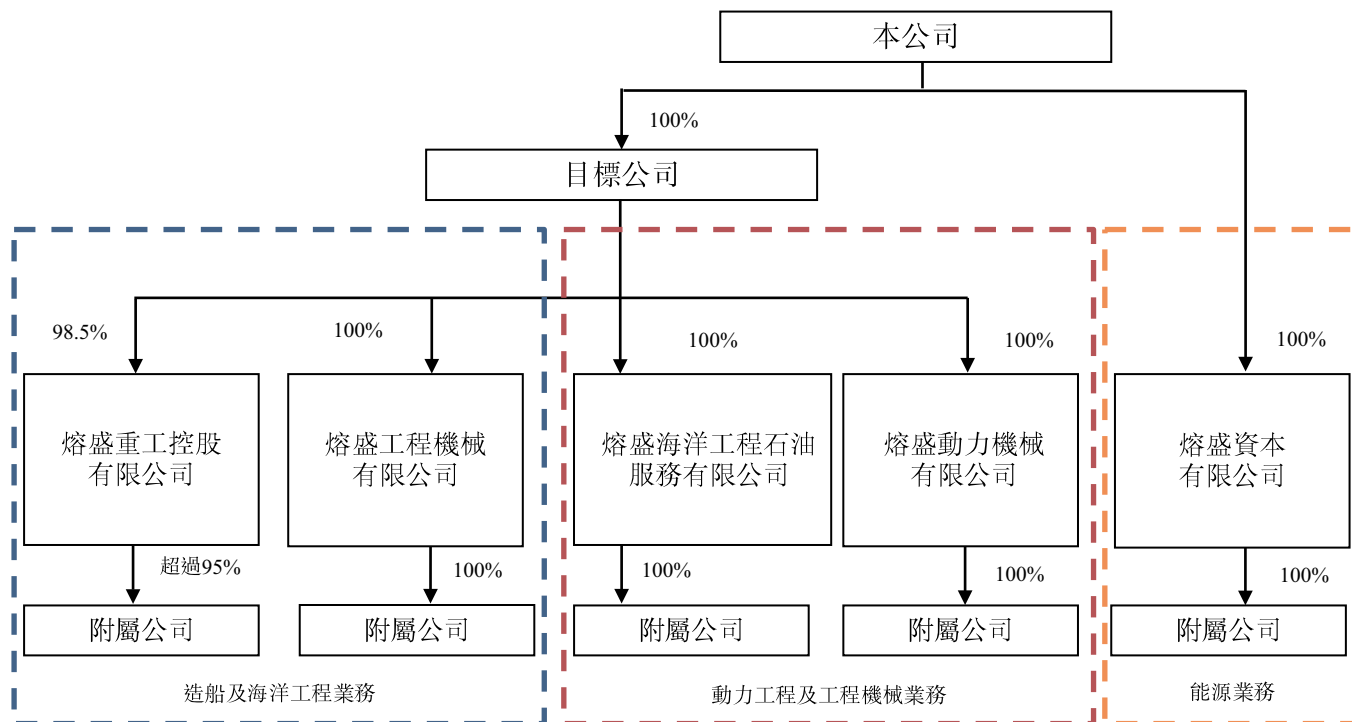 本公司
100%
目標公司
98.5%
100%
100%
100%
100%
熔盛重工控股
有限公司
熔盛工程機械
有限公司
熔盛海洋工程石油
服務有限公司
熔盛動力機械
有限公司
熔盛資本
有限公司
超過95%
100%
100%
100%
100%
附屬公司
附屬公司
附屬公司
附屬公司
附屬公司
造船及海洋工程業務
動力工程及工程機械業務
能源業務